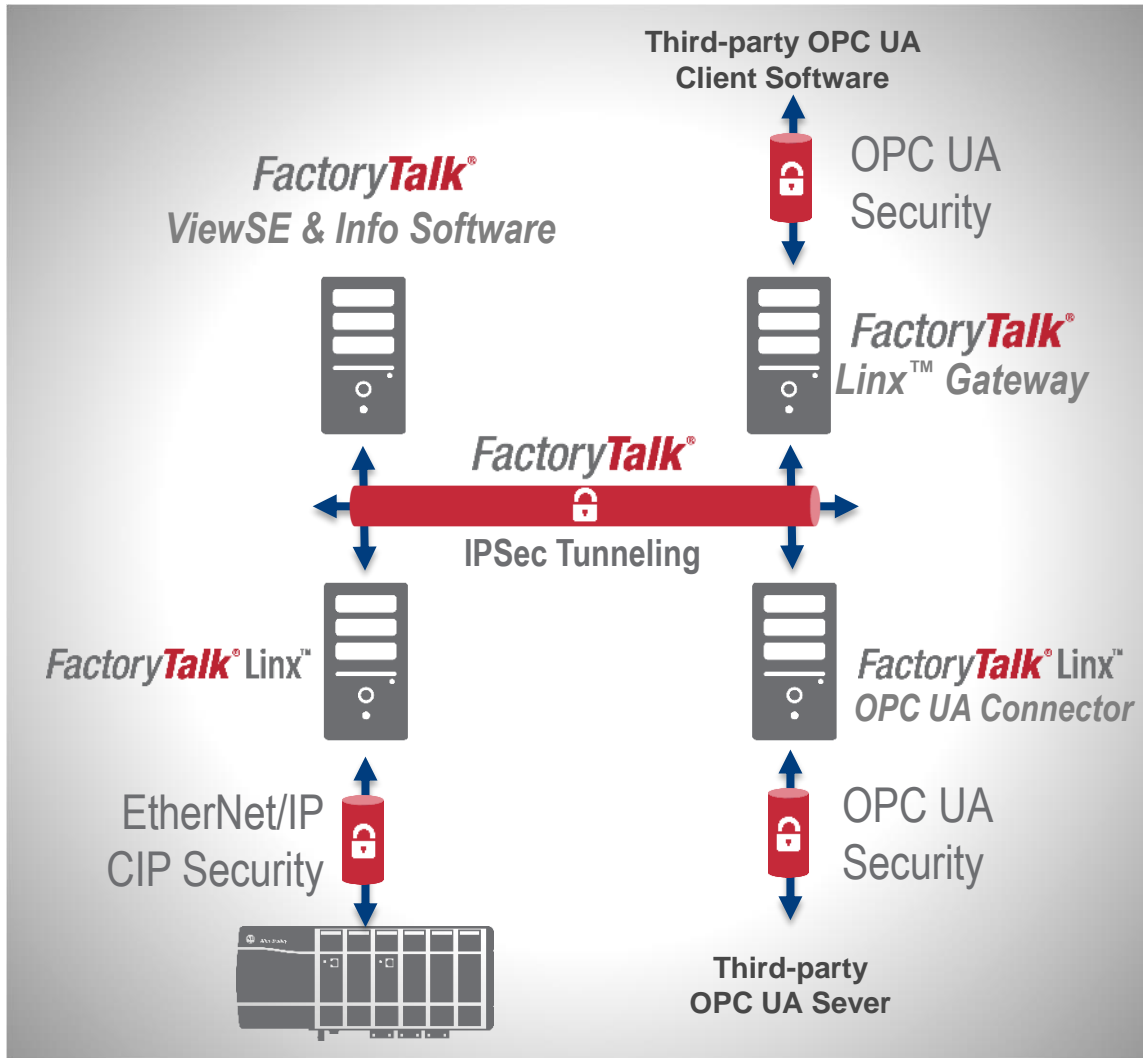 Third-party OPC UA
Client Software
OPC UA
Security
FactoryTalk®
ViewSE & Info Software
FactoryTalk®
Linx™ Gateway
FactoryTalk®
IPSec Tunneling
FactoryTalk® Linx™
FactoryTalk® Linx™
OPC UA Connector
EtherNet/IP
CIP Security
OPC UA
Security
Allen-Bradley
Third-party
OPC UA Sever